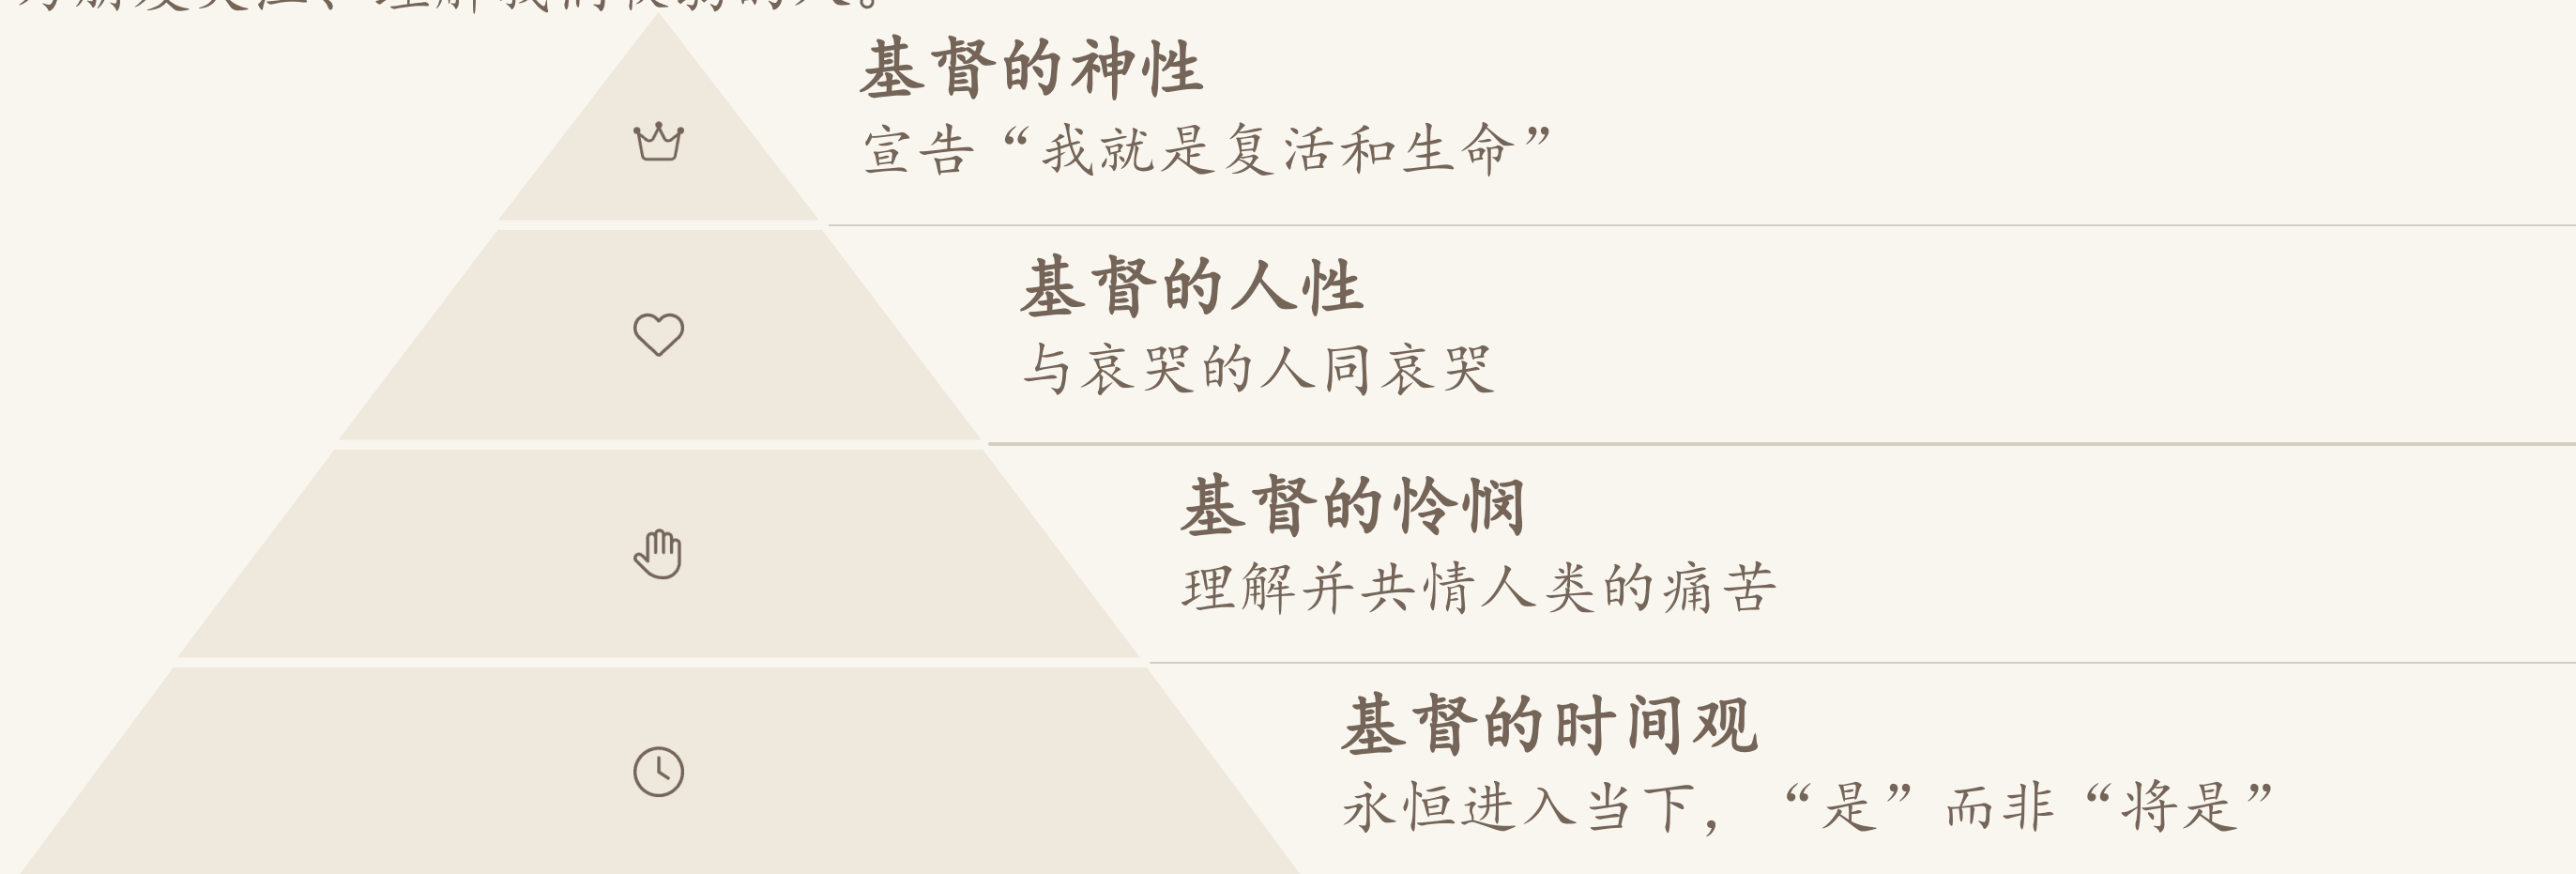 基督的神性
宣告“我就是复活和生命”
基督的人性
与哀哭的人同哀哭
基督的怜悯
理解并共情人类的痛苦
基督的时间观
永恒进入当下，“是”而非“将是”